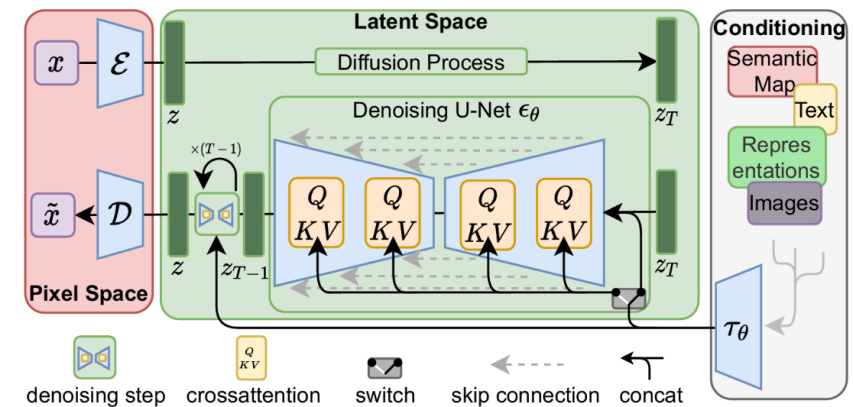 Latent Space
Conditioning
x
ℰ
Diffusion Process
Semantic
Map
z
z_T
Text
Denoising U-Net ϵ_θ
×(T−1)
Repres
entations
Q
KV
Q
KV
Q
KV
Q
KV
Images
x̃
𝒟
z
z_{T−1}
z_T
Pixel Space
τ_θ
Q
KV
denoising step
crossattention
switch
skip connection
concat